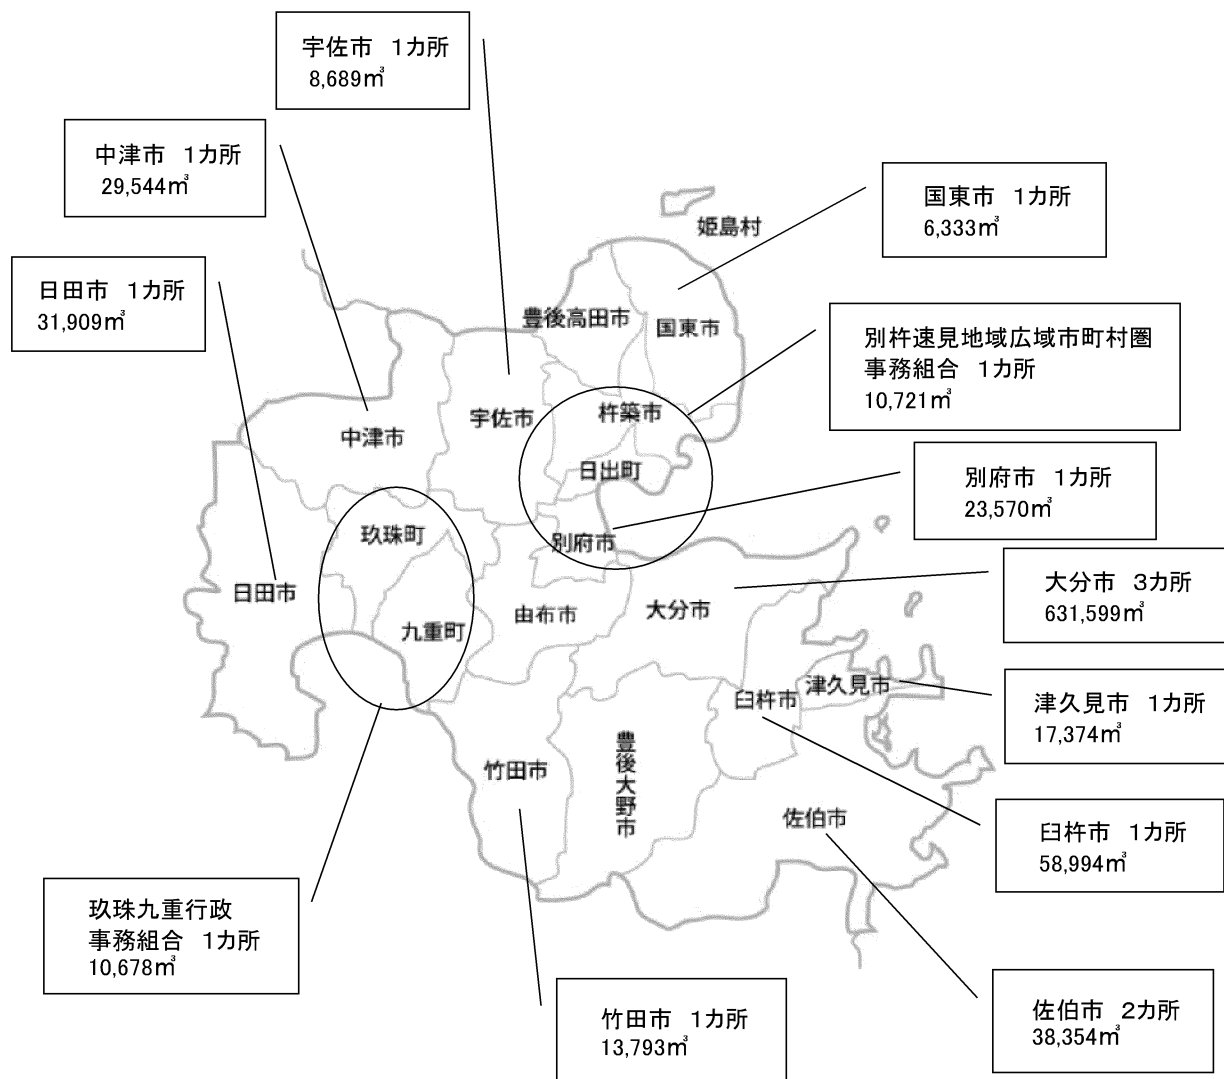 宇佐市 1カ所
8,689㎥
中津市 1カ所
29,544㎥
国東市 1カ所
6,333㎥
姫島村
日田市 1カ所
31,909㎥
豊後高田市
国東市
別杵速見地域広域市町村圏
事務組合 1カ所
10,721㎥
杵築市
宇佐市
中津市
日出町
別府市 1カ所
23,570㎥
玖珠町
別府市
日田市
由布市
大分市
大分市 3カ所
631,599㎥
九重町
津久見市
臼杵市
津久見市 1カ所
17,374㎥
竹田市
豊後大野市
佐伯市
臼杵市 1カ所
58,994㎥
玖珠九重行政
事務組合 1カ所
10,678㎥
竹田市 1カ所
13,793㎥
佐伯市 2カ所
38,354㎥